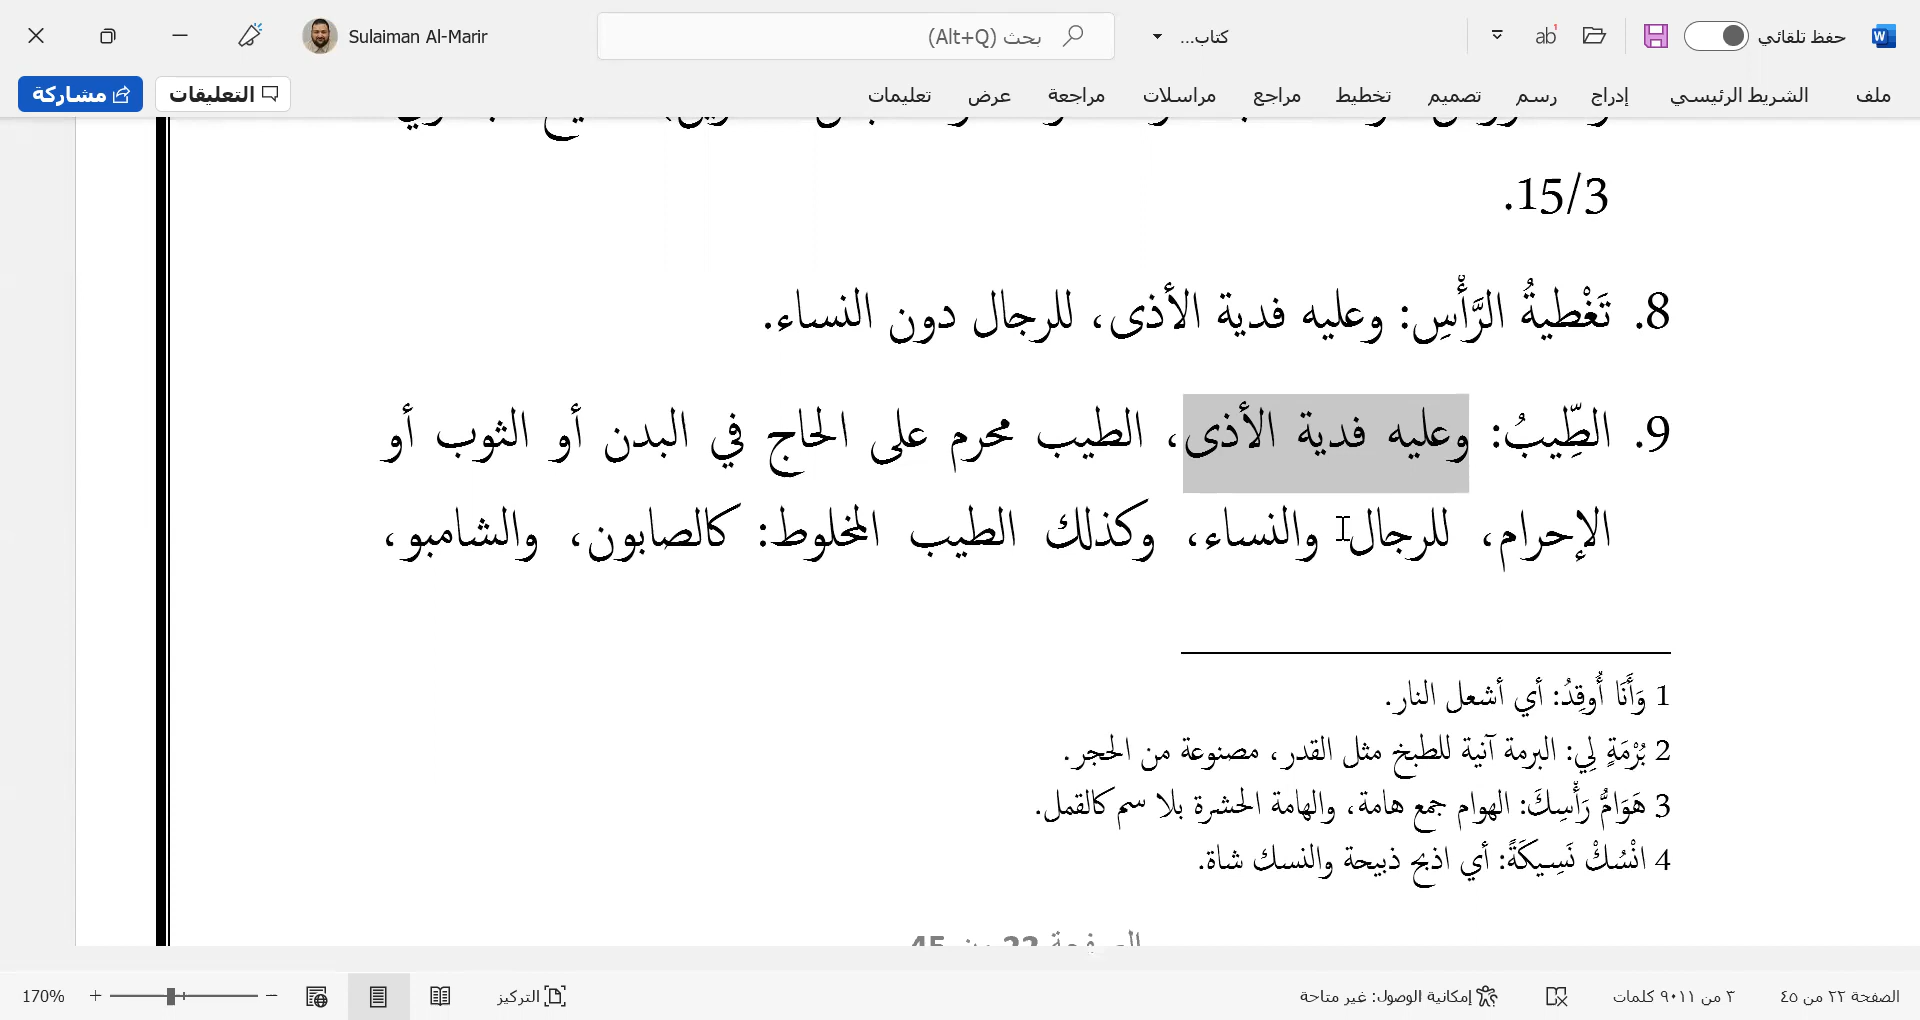 حفظ تلقائي
كتاب...
بحث (Alt+Q)
Sulaiman Al-Marir
ملف الشريط الرئيسي إدراج رسم تصميم تخطيط مراجع مراسلات مراجعة عرض تعليمات
التعليقات
مشاركة
15/3.
8. تَغْطيةُ الرَّأْسِ: وعليه فدية الأذى، للرجال دون النساء.
9. الطِّيبُ: وعليه فدية الأذى، الطيب محرم على الحاج في البدن أو الثوب أو
الإحرام، للرجال والنساء، وكذلك الطيب المخلوط: كالصابون، والشامبو،
1 وَأَنَا أُوقِدُ: أي أشعل النار.
2 بُرْمَةٍ لِي: البرمة آنية للطبخ مثل القدر، مصنوعة من الحجر.
3 هَوَامُّ رَأْسِكَ: الهوام جمع هامة، والهامة الحشرة بلا سم كالقمل.
4 انْسُكْ نَسِيكَةً: أي اذبح ذبيحة والنسك شاة.
الصفحة 22 من 45
الصفحة ٢٢ من ٤٥
٣ من ٩٠١١ كلمات
إمكانية الوصول: غير متاحة
التركيز
170%